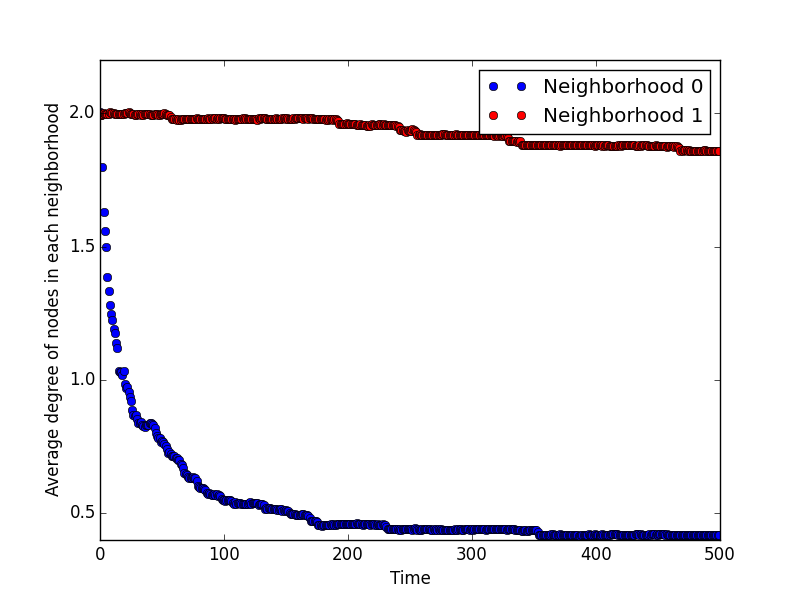 Neighborhood 0
Neighborhood 1
Average degree of nodes in each neighborhood
2.0
1.5
1.0
0.5
0 100 200 300 400 500
Time